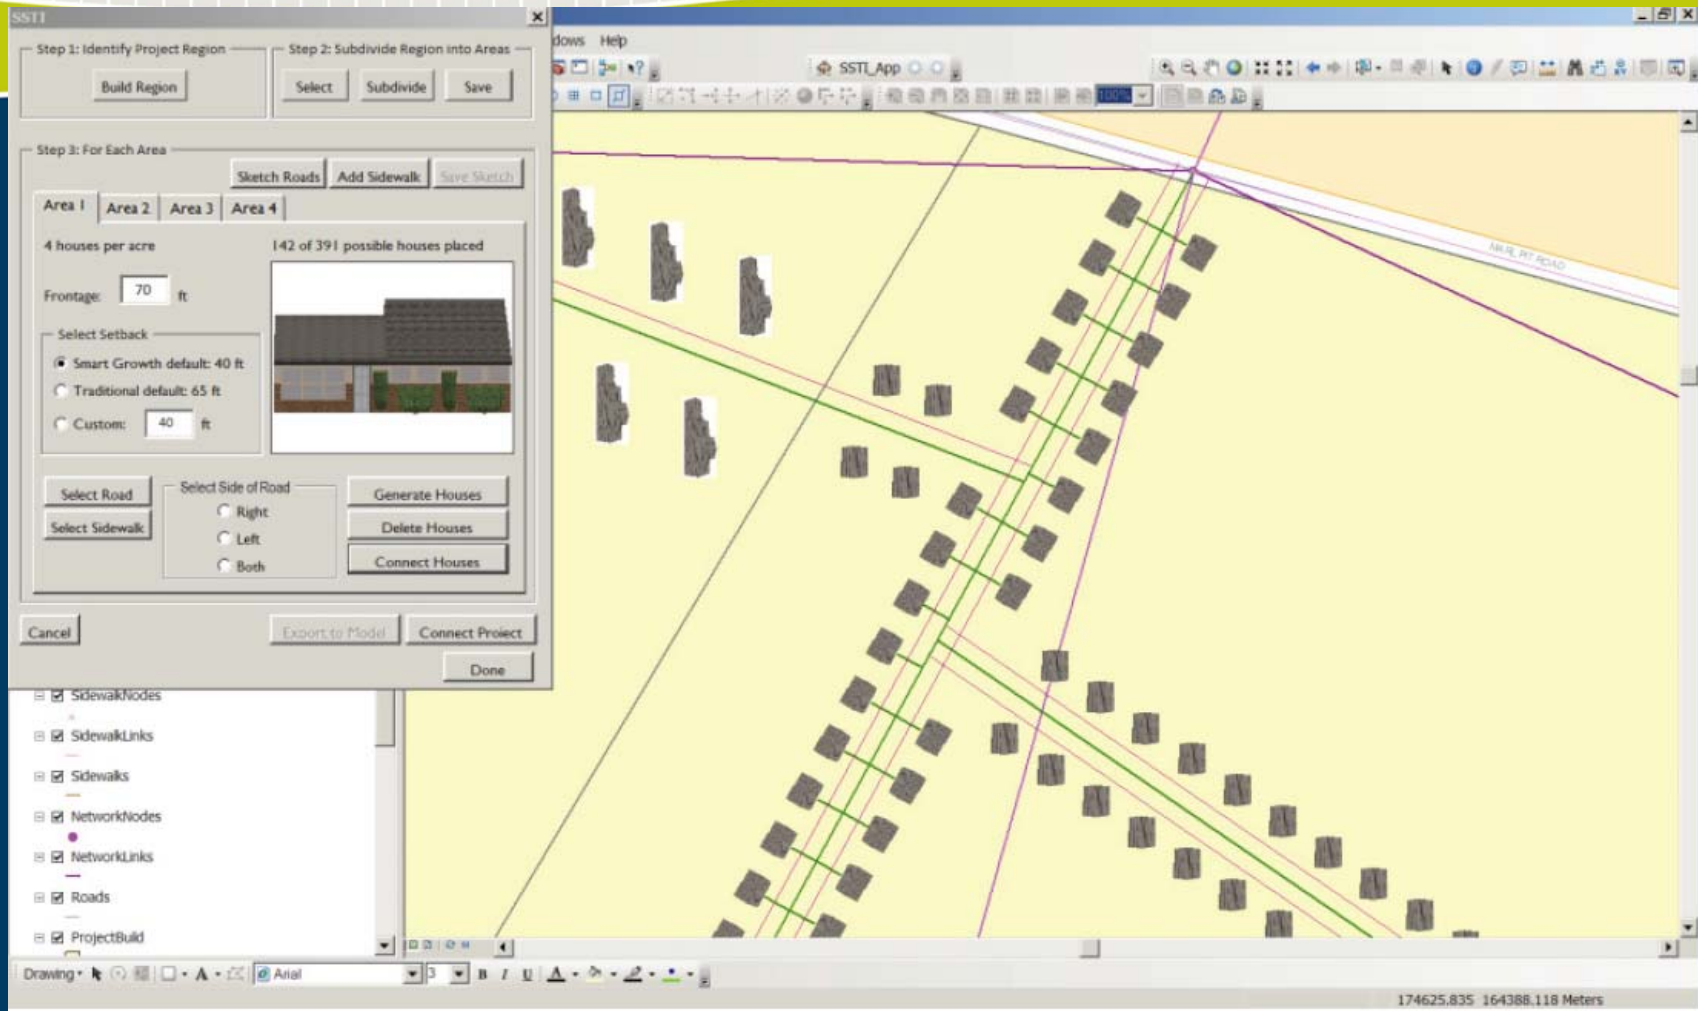 SSTI
Step 1: Identify Project Region
Step 2: Subdivide Region into Areas
Build Region
Select
Subdivide
Save
Step 3: For Each Area
Sketch Roads
Add Sidewalk
Save Sketch
Area 1
Area 2
Area 3
Area 4
4 houses per acre
142 of 391 possible houses placed
Frontage: 70 ft
Select Setback
Smart Growth default: 40 ft
Traditional default: 65 ft
Custom: 40 ft
Select Road
Select Sidewalk
Select Side of Road
Right
Left
Both
Generate Houses
Delete Houses
Connect Houses
Cancel
Export to Model
Connect Project
Done
dows Help
SSTI_App
100%
MARL PIT ROAD
SidewalkNodes
SidewalkLinks
Sidewalks
NetworkNodes
NetworkLinks
Roads
ProjectBuild
Drawing
A
Arial
3
B I U A
174625.835 164388.118 Meters